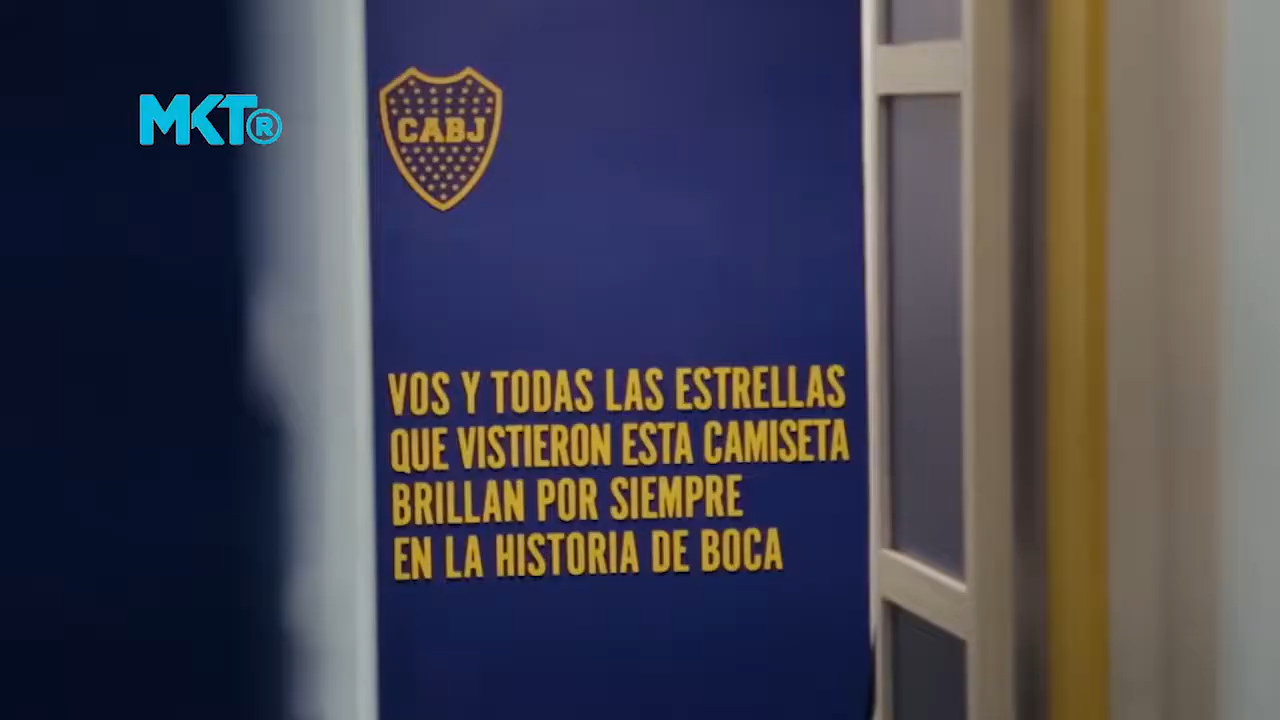 MKT®
CABJ
VOS Y TODAS LAS ESTRELLAS
QUE VISTIERON ESTA CAMISETA
BRILLAN POR SIEMPRE
EN LA HISTORIA DE BOCA